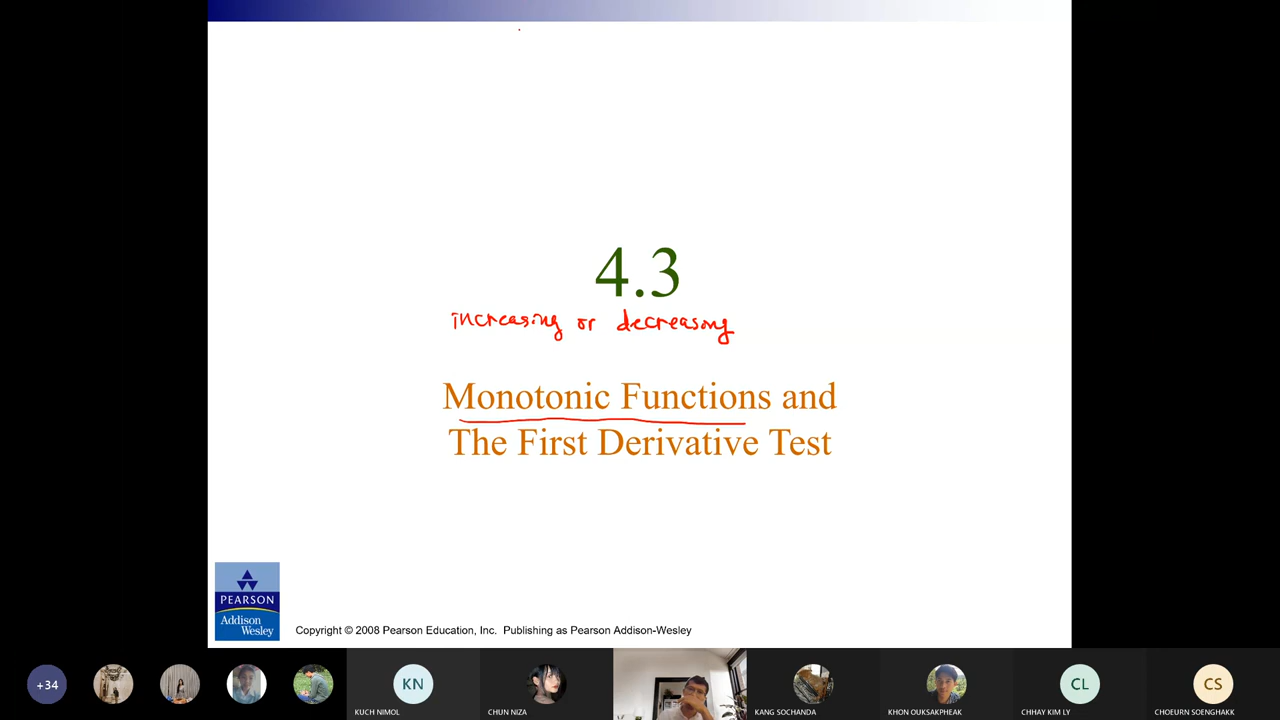 4.3
increasing or decreasing
Monotonic Functions and
The First Derivative Test
PEARSON
Addison
Wesley
Copyright © 2008 Pearson Education, Inc. Publishing as Pearson Addison-Wesley
+34
KN
CL
CS
KUCH NIMOL
CHUN NIZA
KANG SOCHANDA
KHON OUKSAKPHEAK
CHHAY KIM LY
CHOEURN SOENGHAKK